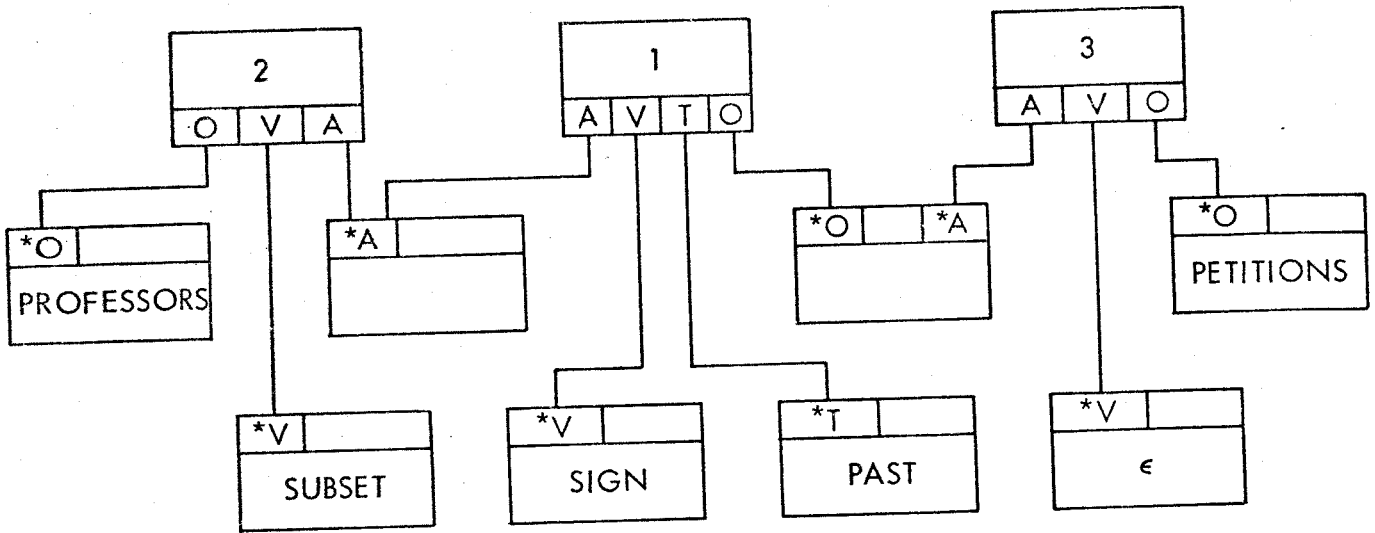 2
1
3
O V A
A V T O
A V O
*O
*A
*O *A
*O
PROFESSORS
PETITIONS
*V
*V
*T
*V
SUBSET
SIGN
PAST
ϵ